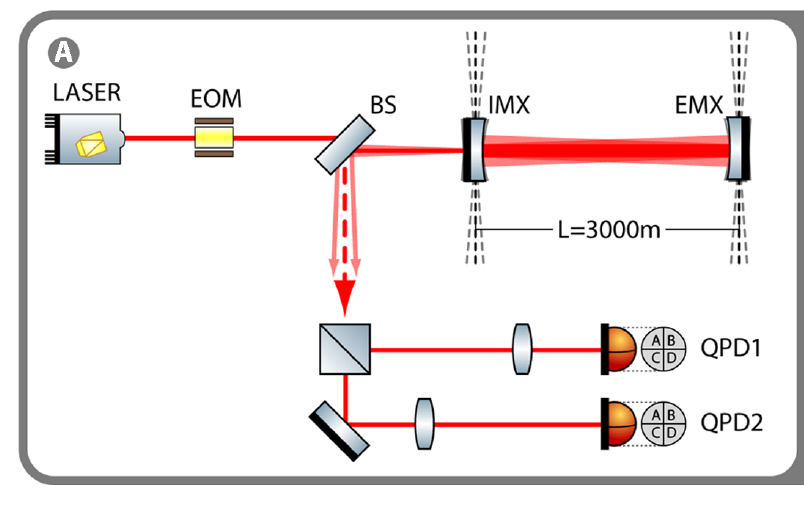 A
LASER
EOM
BS
IMX
EMX
L=3000m
A B
C D
QPD1
A B
C D
QPD2